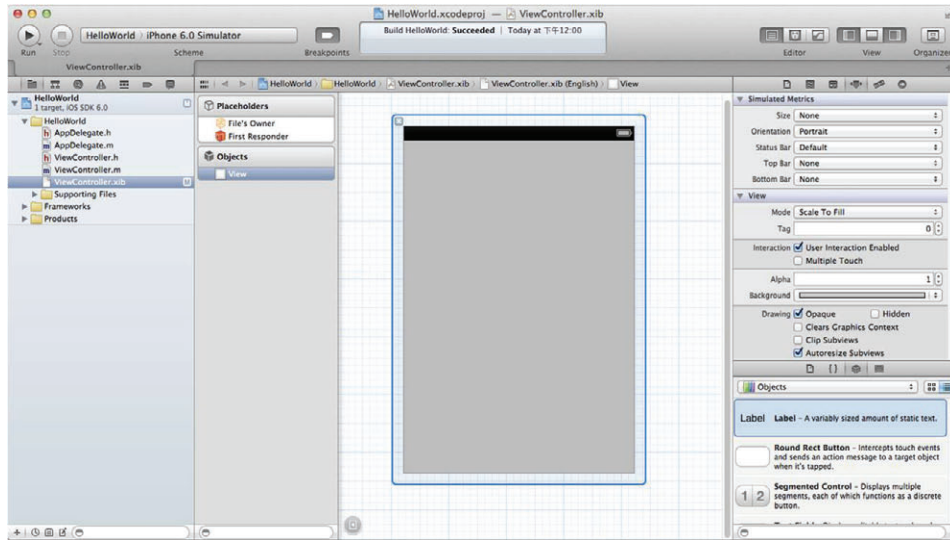 HelloWorld.xcodeproj — ViewController.xib
HelloWorld › iPhone 6.0 Simulator
Build HelloWorld: Succeeded | Today at 下午12:00
Run
Stop
Scheme
Breakpoints
Editor
View
Organizer
ViewController.xib
HelloWorld
1 target, iOS SDK 6.0
HelloWorld
AppDelegate.h
AppDelegate.m
ViewController.h
ViewController.m
ViewController.xib
Supporting Files
Frameworks
Products
HelloWorld › HelloWorld › ViewController.xib › ViewController.xib (English) › View
Placeholders
File's Owner
First Responder
Objects
View
Simulated Metrics
Size None
Orientation Portrait
Status Bar Default
Top Bar None
Bottom Bar None
View
Mode Scale To Fill
Tag 0
Interaction User Interaction Enabled
Multiple Touch
Alpha 1
Background
Drawing Opaque Hidden
Clears Graphics Context
Clip Subviews
Autoresize Subviews
Objects
Label Label – A variably sized amount of static text.
Round Rect Button – Intercepts touch events
and sends an action message to a target object
when it's tapped.
1 2
Segmented Control – Displays multiple
segments, each of which functions as a discrete
button.